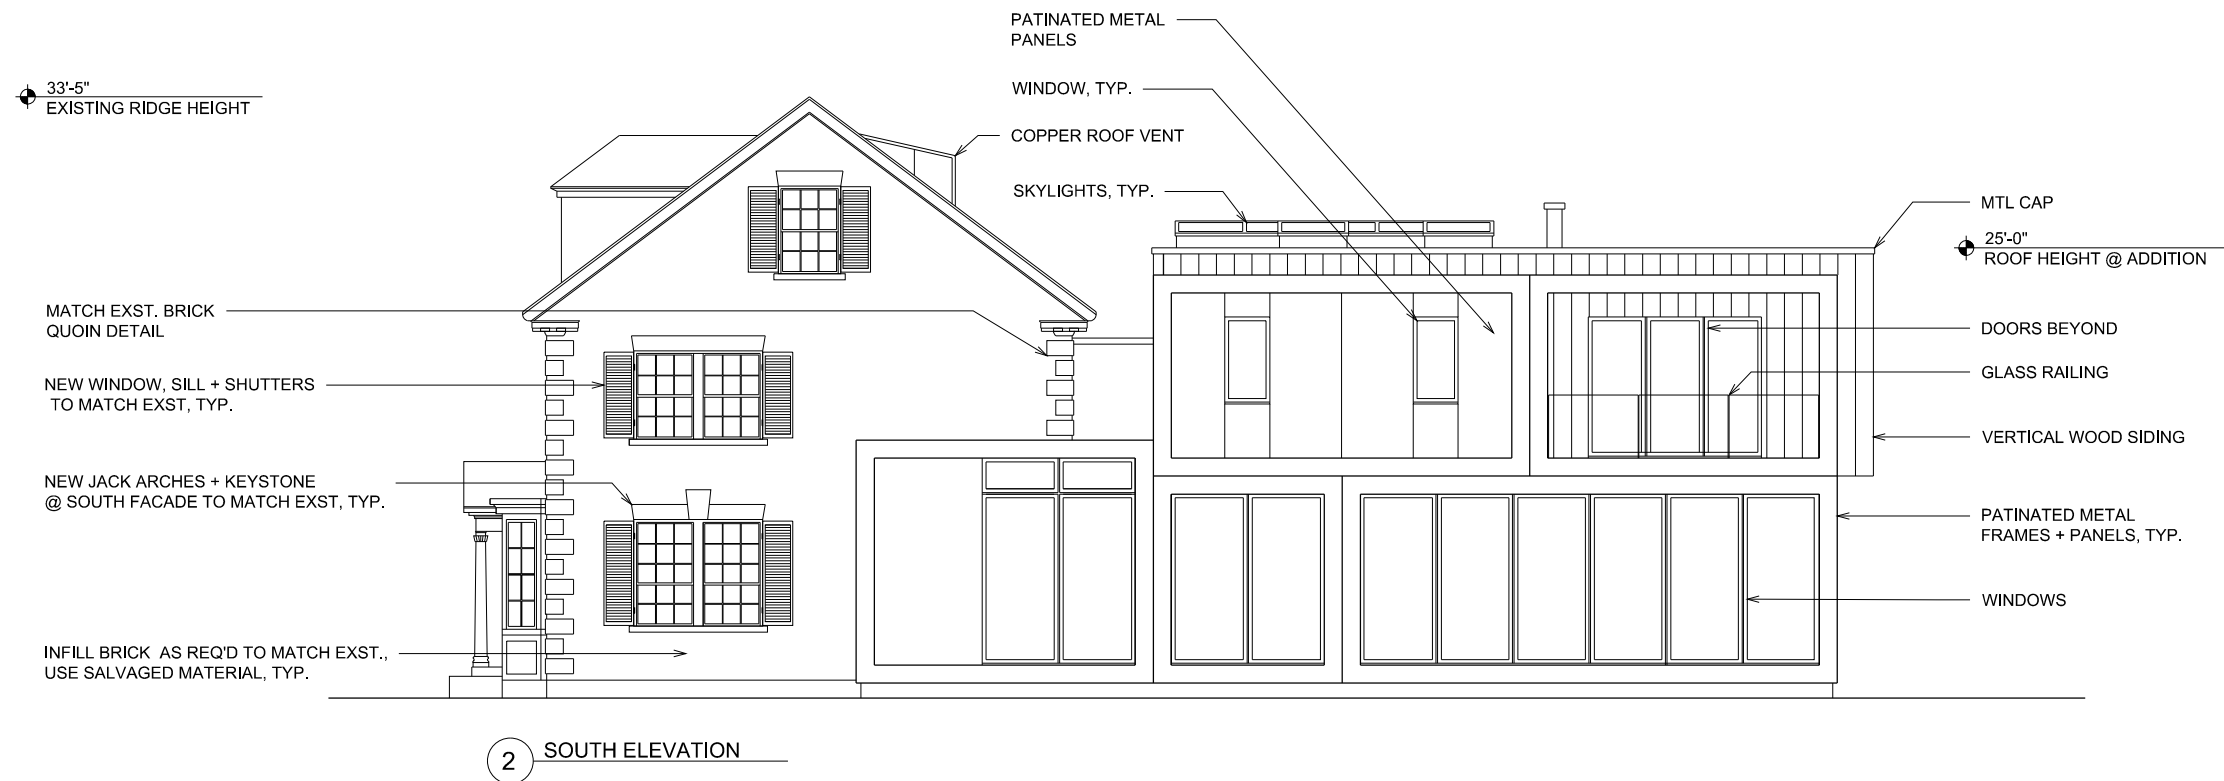 PATINATED METAL
PANELS
33'-5"
EXISTING RIDGE HEIGHT
WINDOW, TYP.
COPPER ROOF VENT
SKYLIGHTS, TYP.
MTL CAP
25'-0"
ROOF HEIGHT @ ADDITION
MATCH EXST. BRICK
QUOIN DETAIL
DOORS BEYOND
GLASS RAILING
NEW WINDOW, SILL + SHUTTERS
TO MATCH EXST, TYP.
VERTICAL WOOD SIDING
NEW JACK ARCHES + KEYSTONE
@ SOUTH FACADE TO MATCH EXST, TYP.
PATINATED METAL
FRAMES + PANELS, TYP.
WINDOWS
INFILL BRICK AS REQ'D TO MATCH EXST.,
USE SALVAGED MATERIAL, TYP.
2 SOUTH ELEVATION